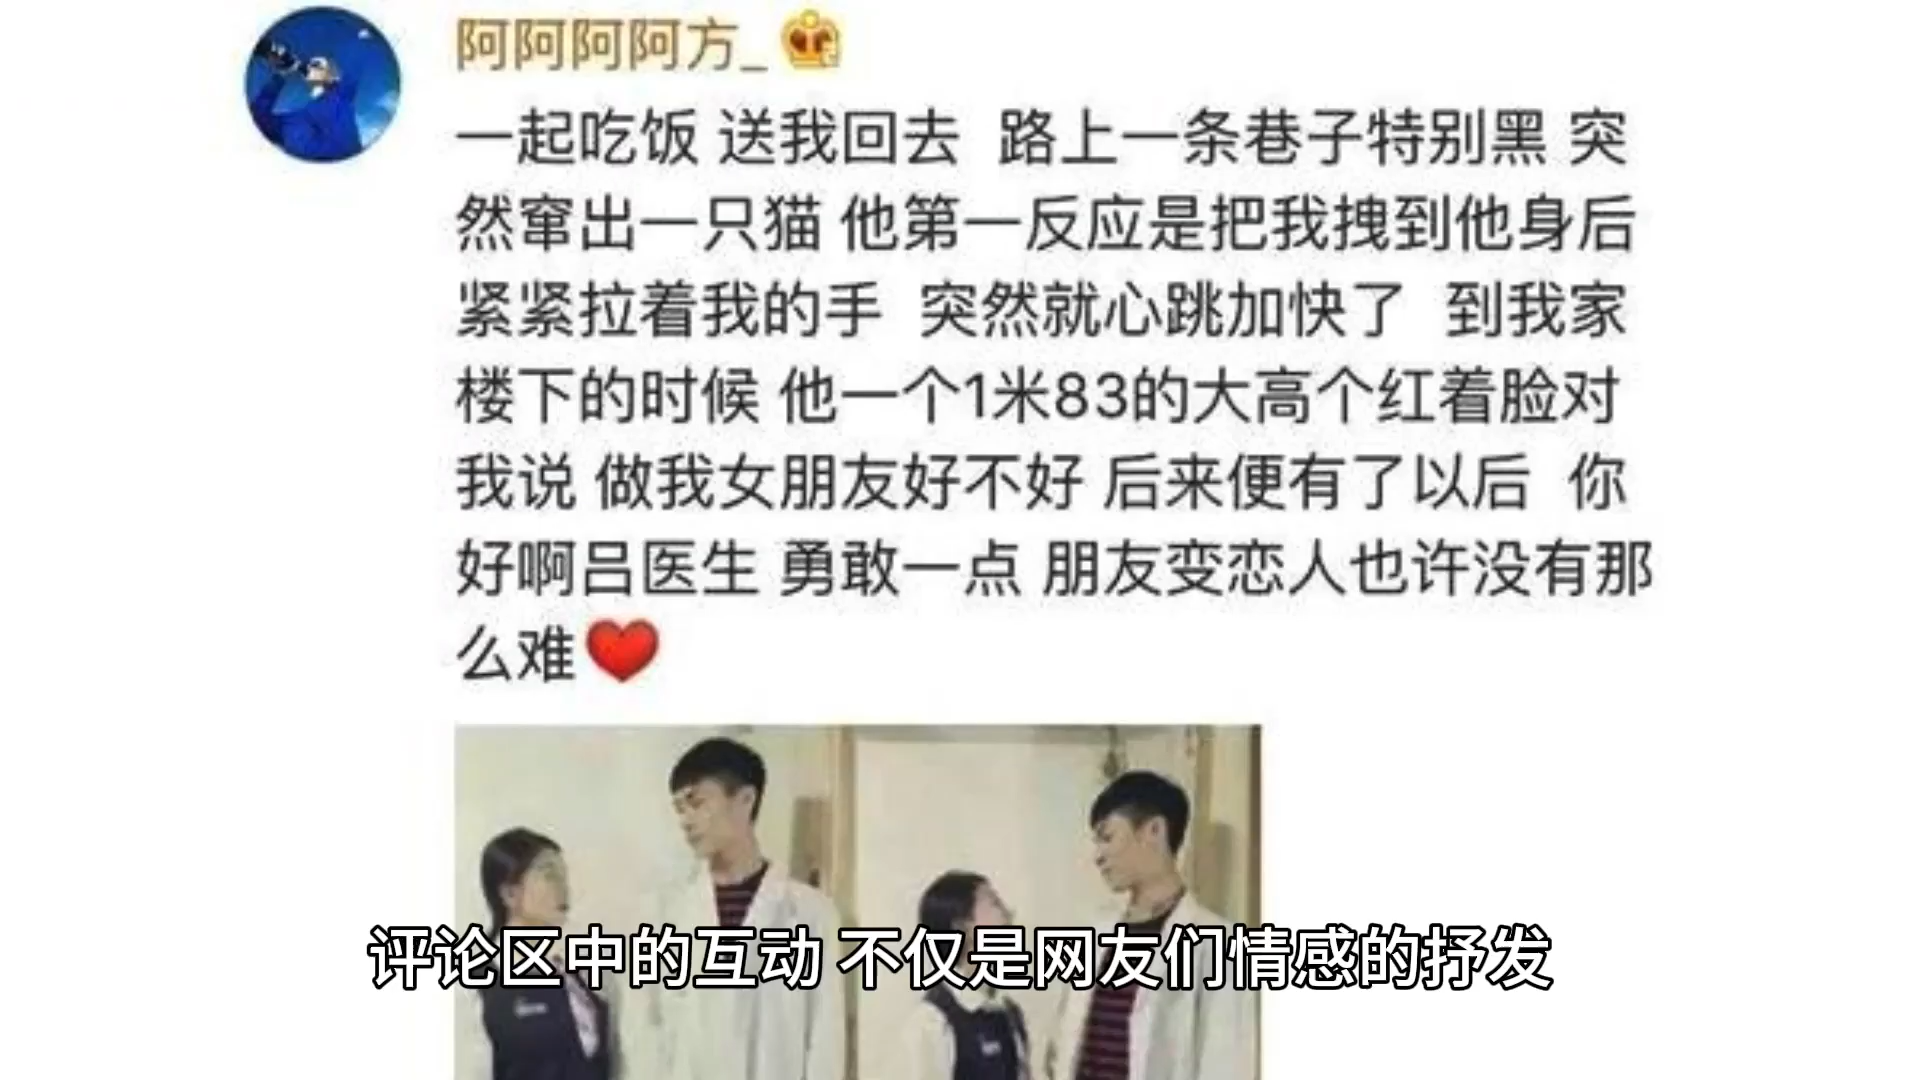 阿阿阿阿方_
一起吃饭 送我回去 路上一条巷子特别黑 突
然窜出一只猫 他第一反应是把我拽到他身后
紧紧拉着我的手 突然就心跳加快了 到我家
楼下的时候 他一个1米83的大高个红着脸对
我说 做我女朋友好不好 后来便有了以后 你
好啊吕医生 勇敢一点 朋友变恋人也许没有那
么难❤
评论区中的互动 不仅是网友们情感的抒发